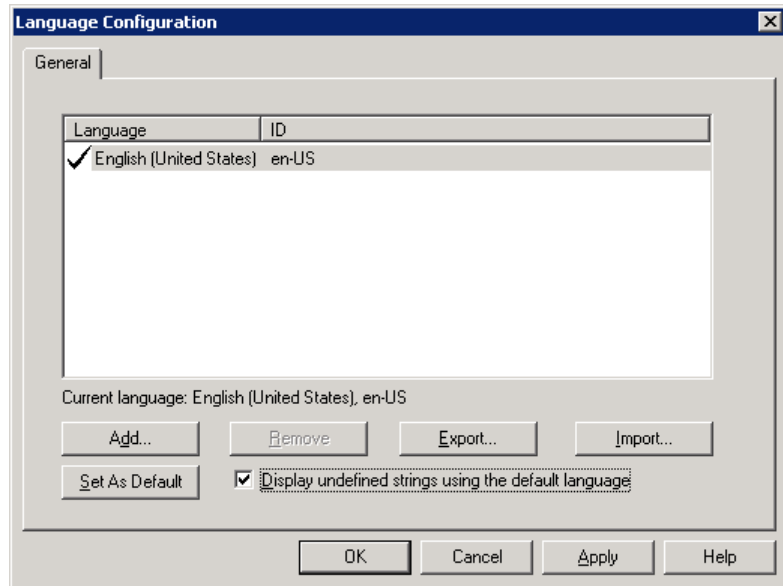 Language Configuration
General
Language ID
English (United States) en-US
Current language: English (United States), en-US
Add... Remove Export... Import...
Set As Default Display undefined strings using the default language
OK Cancel Apply Help